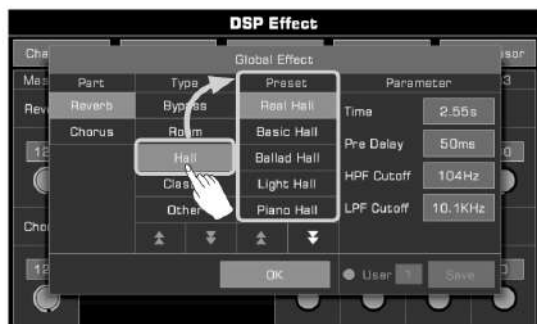 DSP Effect
Global Effect
Part Type Preset Parameter
Reverb Bypass Real Hall Time 2.55s
Chorus Room Basic Hall
Hall Ballad Hall Pre Delay 50ms
Light Hall HPF Cutoff 104Hz
Other Piano Hall LPF Cutoff 10.1KHz
OK User 1 Save